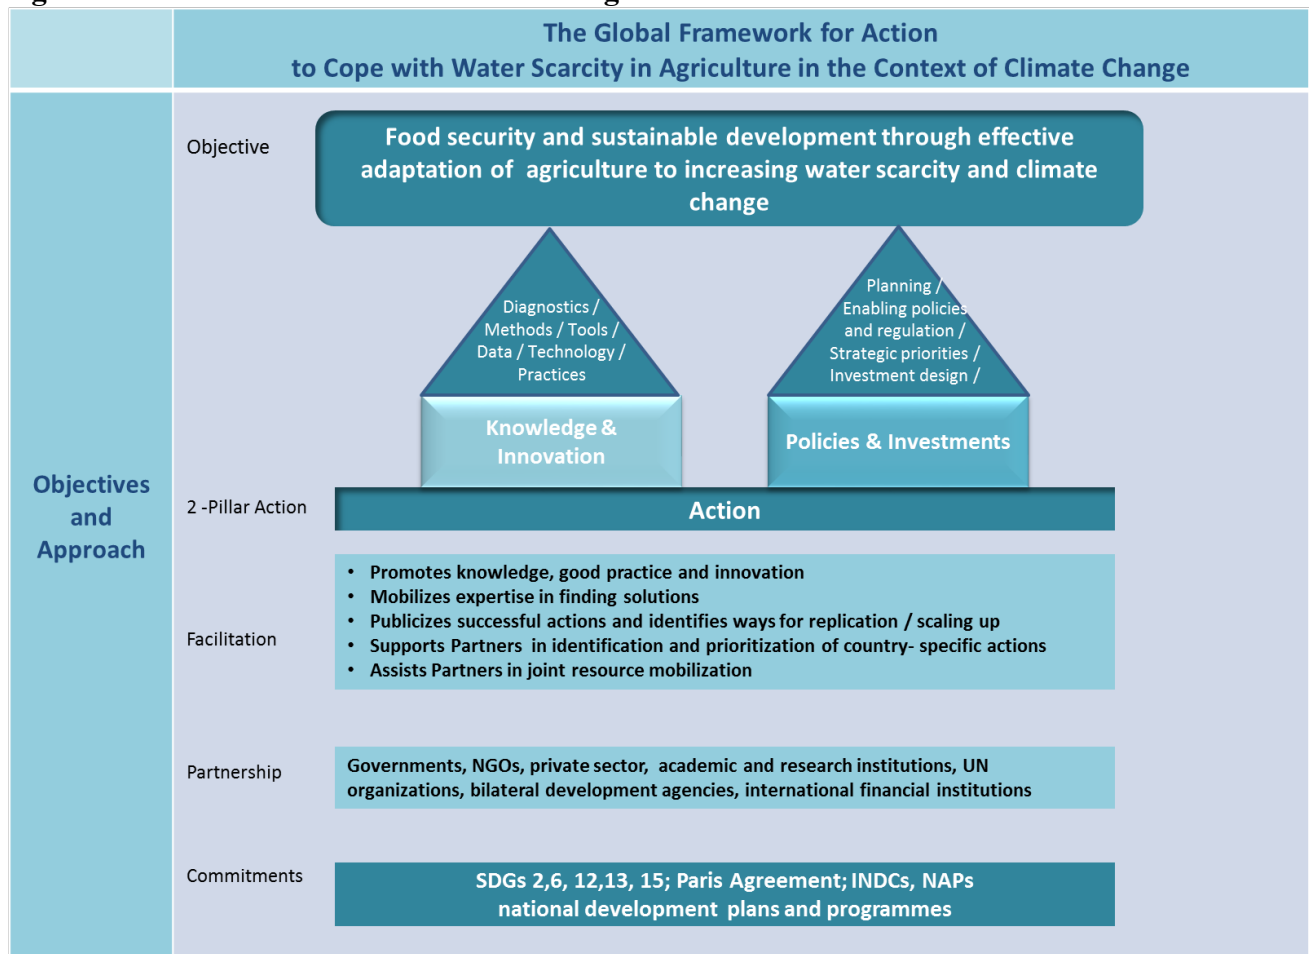 The Global Framework for Action
to Cope with Water Scarcity in Agriculture in the Context of Climate Change
Objectives
and
Approach
Objective
Food security and sustainable development through effective
adaptation of agriculture to increasing water scarcity and climate
change
Diagnostics /
Methods / Tools /
Data / Technology /
Practices
Planning /
Enabling policies
and regulation /
Strategic priorities /
Investment design /
Knowledge &
Innovation
Policies & Investments
2 -Pillar Action
Action
Facilitation
• Promotes knowledge, good practice and innovation
• Mobilizes expertise in finding solutions
• Publicizes successful actions and identifies ways for replication / scaling up
• Supports Partners in identification and prioritization of country- specific actions
• Assists Partners in joint resource mobilization
Partnership
Governments, NGOs, private sector, academic and research institutions, UN
organizations, bilateral development agencies, international financial institutions
Commitments
SDGs 2,6, 12,13, 15; Paris Agreement; INDCs, NAPs
national development plans and programmes